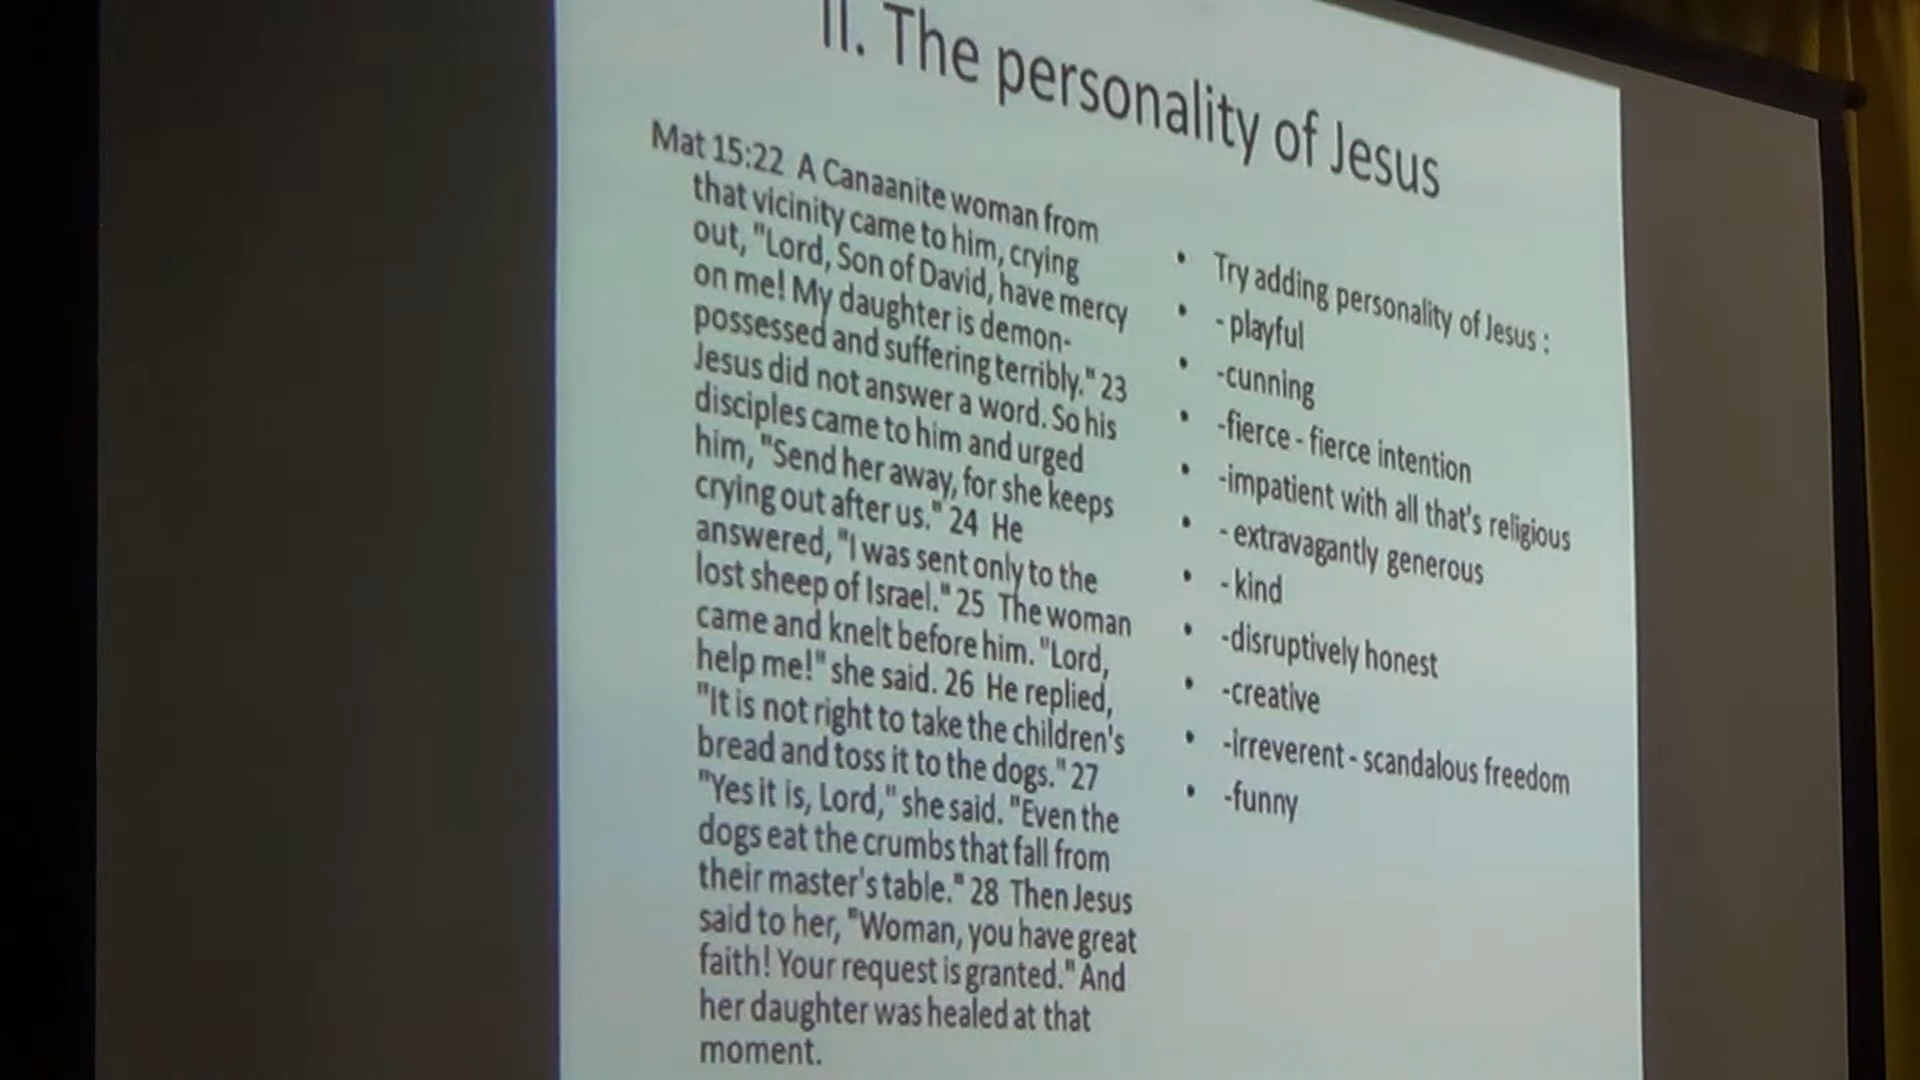 II. The personality of Jesus
Mat 15:22 A Canaanite woman from
that vicinity came to him, crying
out, "Lord, Son of David, have mercy
on me! My daughter is demon-
possessed and suffering terribly." 23
Jesus did not answer a word. So his
disciples came to him and urged
him, "Send her away, for she keeps
crying out after us." 24 He
answered, "I was sent only to the
lost sheep of Israel." 25 The woman
came and knelt before him. "Lord,
help me!" she said. 26 He replied,
"It is not right to take the children's
bread and toss it to the dogs." 27
"Yes it is, Lord," she said. "Even the
dogs eat the crumbs that fall from
their master's table." 28 Then Jesus
said to her, "Woman, you have great
faith! Your request is granted." And
her daughter was healed at that
moment.
• Try adding personality of Jesus :
• - playful
• -cunning
• -fierce - fierce intention
• -impatient with all that's religious
• - extravagantly generous
• - kind
• -disruptively honest
• -creative
• -irreverent - scandalous freedom
• -funny